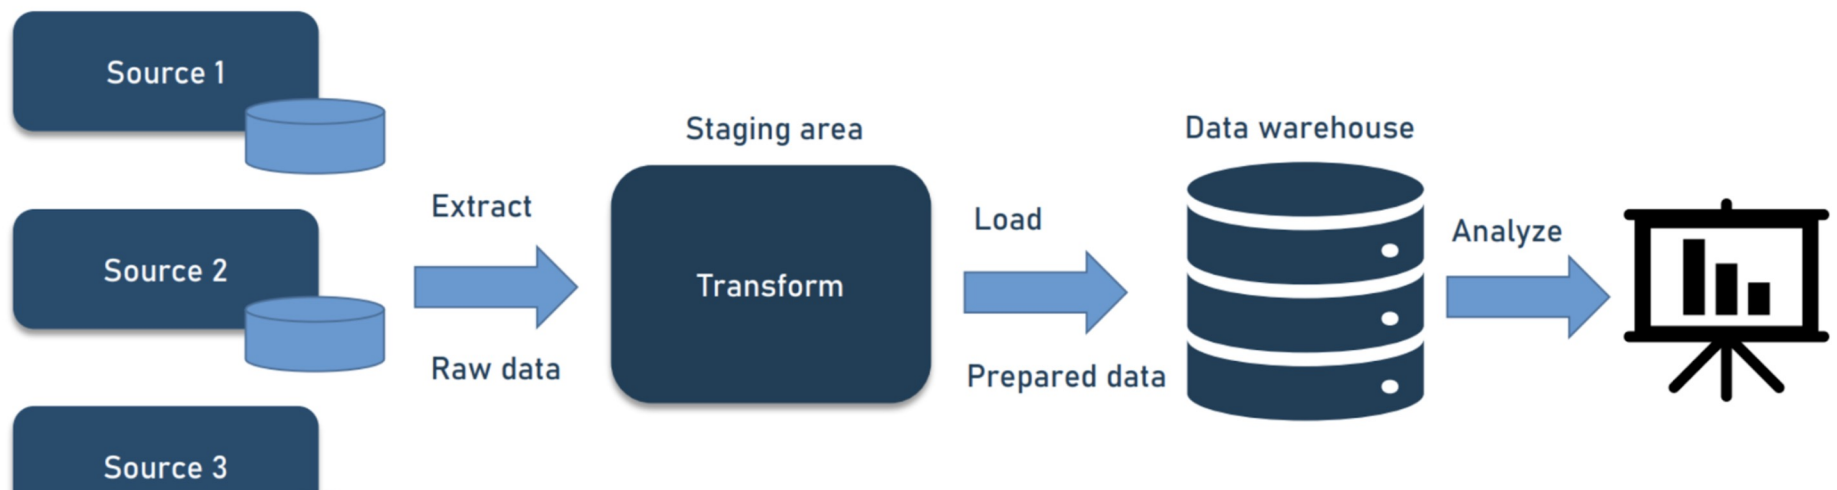 Source 1
Source 2
Source 3
Extract
Raw data
Staging area
Transform
Load
Prepared data
Data warehouse
Analyze